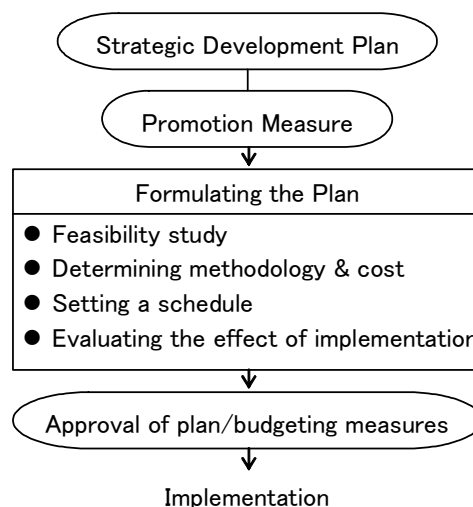 Strategic Development Plan
Promotion Measure
Formulating the Plan
● Feasibility study
● Determining methodology & cost
● Setting a schedule
● Evaluating the effect of implementation
Approval of plan/budgeting measures
Implementation